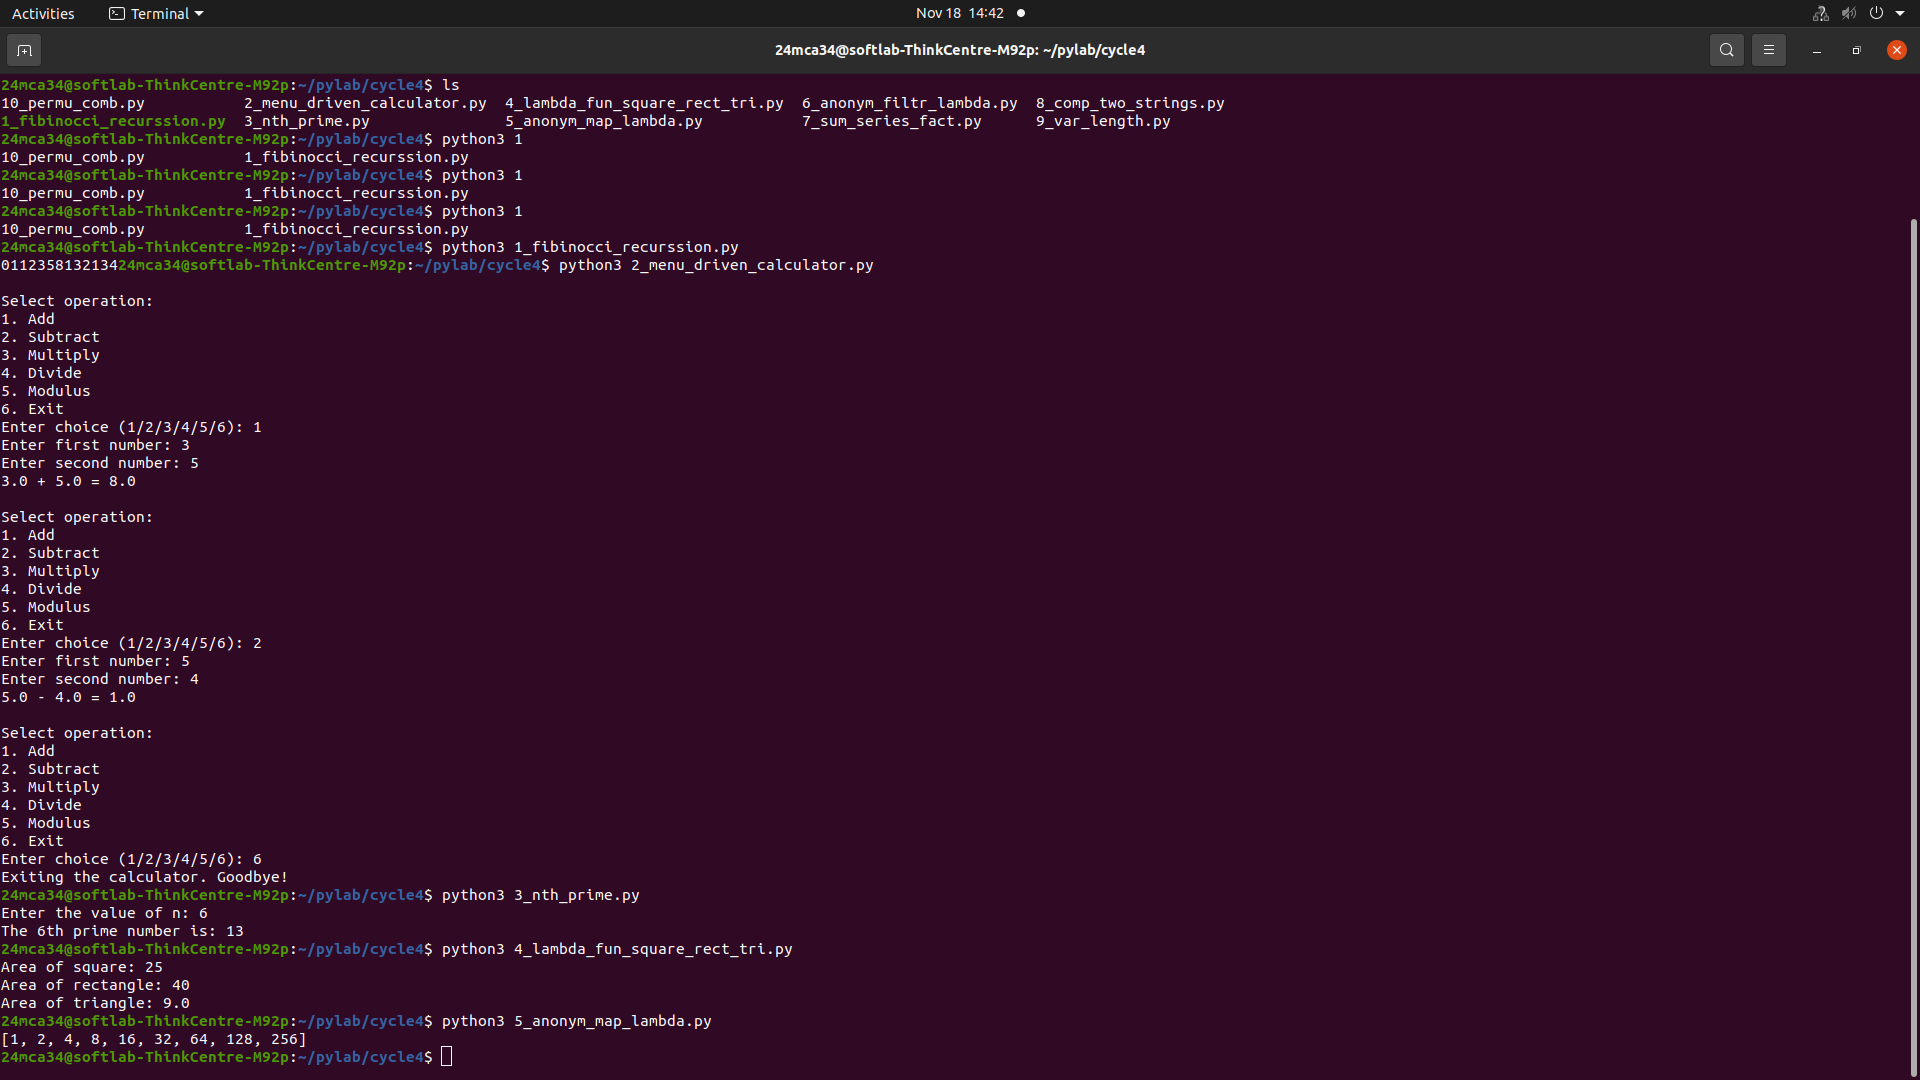 Activities Terminal Nov 18 14:42
24mca34@softlab-ThinkCentre-M92p: ~/pylab/cycle4
24mca34@softlab-ThinkCentre-M92p:~/pylab/cycle4$ ls
10_permu_comb.py 2_menu_driven_calculator.py 4_lambda_fun_square_rect_tri.py 6_anonym_filtr_lambda.py 8_comp_two_strings.py
1_fibinocci_recurssion.py 3_nth_prime.py 5_anonym_map_lambda.py 7_sum_series_fact.py 9_var_length.py
24mca34@softlab-ThinkCentre-M92p:~/pylab/cycle4$ python3 1
10_permu_comb.py 1_fibinocci_recurssion.py
24mca34@softlab-ThinkCentre-M92p:~/pylab/cycle4$ python3 1
10_permu_comb.py 1_fibinocci_recurssion.py
24mca34@softlab-ThinkCentre-M92p:~/pylab/cycle4$ python3 1
10_permu_comb.py 1_fibinocci_recurssion.py
24mca34@softlab-ThinkCentre-M92p:~/pylab/cycle4$ python3 1_fibinocci_recurssion.py
011235813213424mca34@softlab-ThinkCentre-M92p:~/pylab/cycle4$ python3 2_menu_driven_calculator.py
Select operation:
1. Add
2. Subtract
3. Multiply
4. Divide
5. Modulus
6. Exit
Enter choice (1/2/3/4/5/6): 1
Enter first number: 3
Enter second number: 5
3.0 + 5.0 = 8.0
Select operation:
1. Add
2. Subtract
3. Multiply
4. Divide
5. Modulus
6. Exit
Enter choice (1/2/3/4/5/6): 2
Enter first number: 5
Enter second number: 4
5.0 - 4.0 = 1.0
Select operation:
1. Add
2. Subtract
3. Multiply
4. Divide
5. Modulus
6. Exit
Enter choice (1/2/3/4/5/6): 6
Exiting the calculator. Goodbye!
24mca34@softlab-ThinkCentre-M92p:~/pylab/cycle4$ python3 3_nth_prime.py
Enter the value of n: 6
The 6th prime number is: 13
24mca34@softlab-ThinkCentre-M92p:~/pylab/cycle4$ python3 4_lambda_fun_square_rect_tri.py
Area of square: 25
Area of rectangle: 40
Area of triangle: 9.0
24mca34@softlab-ThinkCentre-M92p:~/pylab/cycle4$ python3 5_anonym_map_lambda.py
[1, 2, 4, 8, 16, 32, 64, 128, 256]
24mca34@softlab-ThinkCentre-M92p:~/pylab/cycle4$